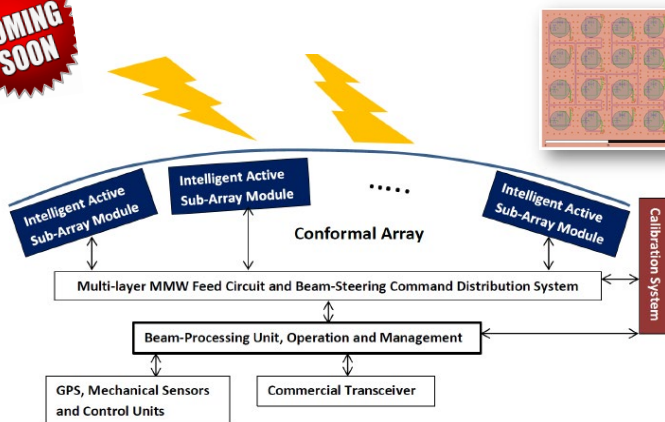 COMING
SOON
Intelligent Active
Sub-Array Module
Intelligent Active
Sub-Array Module
.....
Intelligent Active
Sub-Array Module
Conformal Array
Calibration System
Multi-layer MMW Feed Circuit and Beam-Steering Command Distribution System
Beam-Processing Unit, Operation and Management
GPS, Mechanical Sensors
and Control Units
Commercial Transceiver